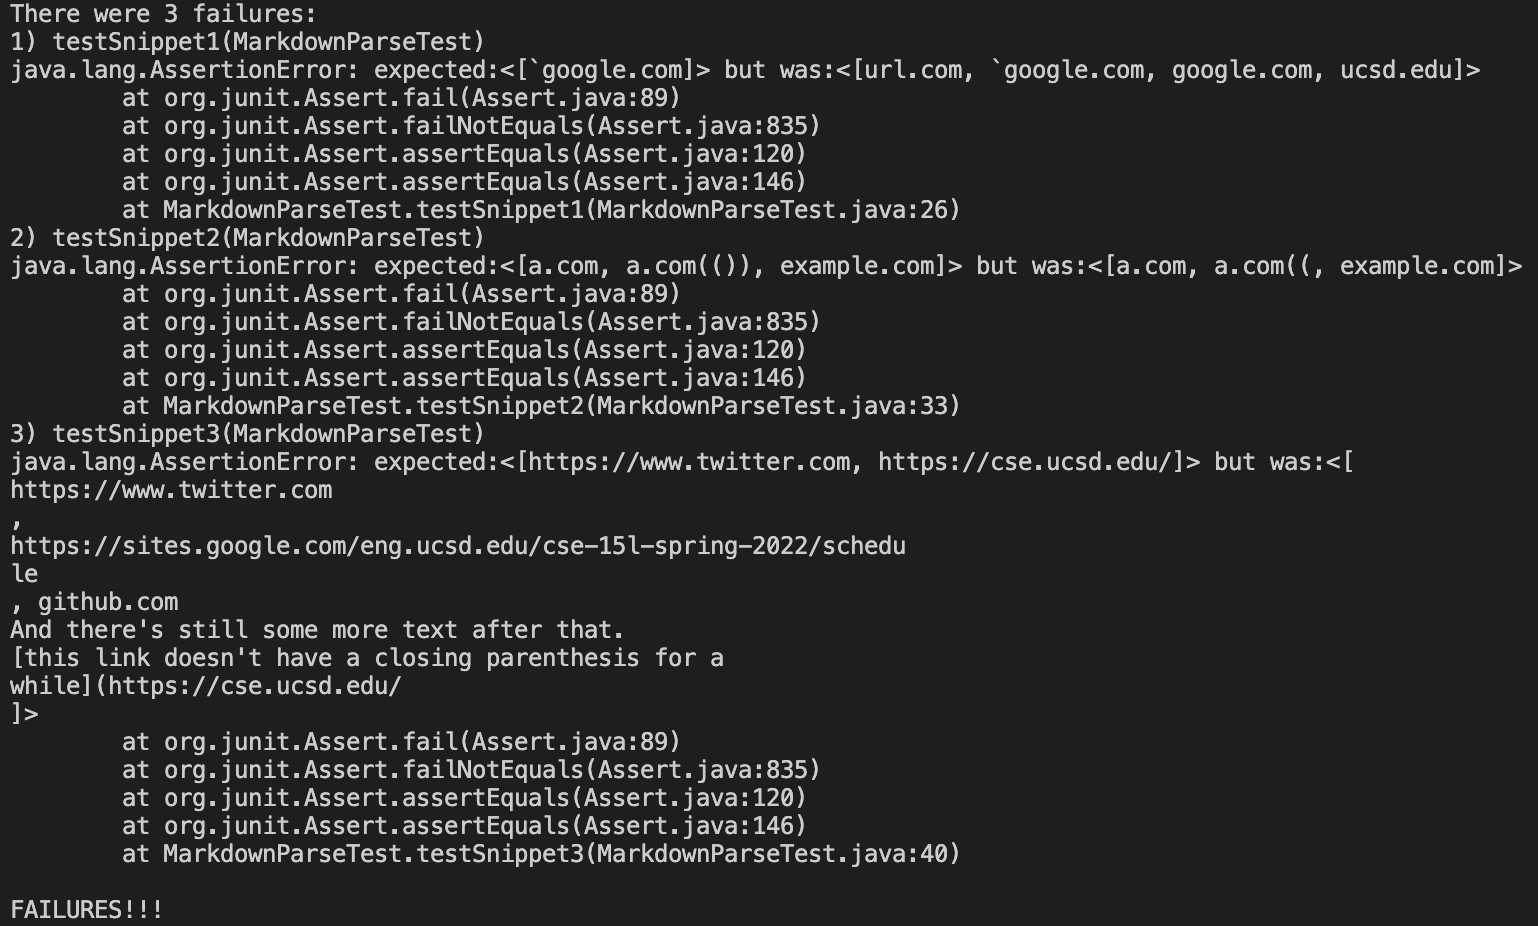 There were 3 failures:
1) testSnippet1(MarkdownParseTest)
java.lang.AssertionError: expected:<[`google.com]> but was:<[url.com, `google.com, google.com, ucsd.edu]>
        at org.junit.Assert.fail(Assert.java:89)
        at org.junit.Assert.failNotEquals(Assert.java:835)
        at org.junit.Assert.assertEquals(Assert.java:120)
        at org.junit.Assert.assertEquals(Assert.java:146)
        at MarkdownParseTest.testSnippet1(MarkdownParseTest.java:26)
2) testSnippet2(MarkdownParseTest)
java.lang.AssertionError: expected:<[a.com, a.com(()), example.com]> but was:<[a.com, a.com((, example.com]>
        at org.junit.Assert.fail(Assert.java:89)
        at org.junit.Assert.failNotEquals(Assert.java:835)
        at org.junit.Assert.assertEquals(Assert.java:120)
        at org.junit.Assert.assertEquals(Assert.java:146)
        at MarkdownParseTest.testSnippet2(MarkdownParseTest.java:33)
3) testSnippet3(MarkdownParseTest)
java.lang.AssertionError: expected:<[https://www.twitter.com, https://cse.ucsd.edu/]> but was:<[
https://www.twitter.com
,
https://sites.google.com/eng.ucsd.edu/cse-15l-spring-2022/schedu
le
, github.com
And there's still some more text after that.
[this link doesn't have a closing parenthesis for a
while](https://cse.ucsd.edu/
]>
        at org.junit.Assert.fail(Assert.java:89)
        at org.junit.Assert.failNotEquals(Assert.java:835)
        at org.junit.Assert.assertEquals(Assert.java:120)
        at org.junit.Assert.assertEquals(Assert.java:146)
        at MarkdownParseTest.testSnippet3(MarkdownParseTest.java:40)

FAILURES!!!